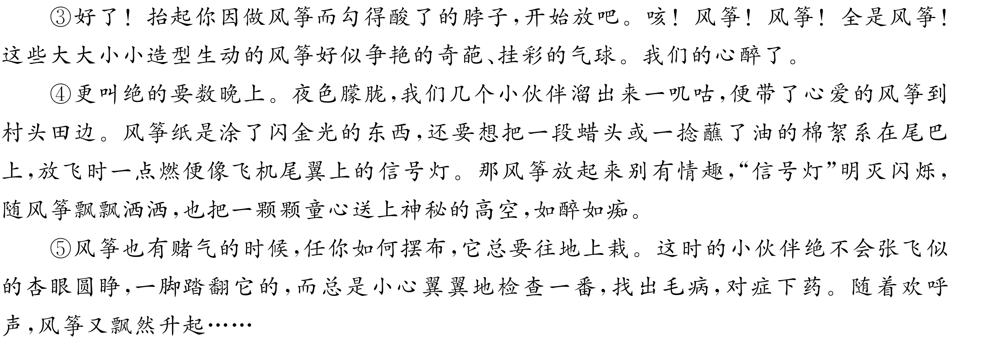 ③好了！抬起你因做风筝而勾得酸了的脖子，开始放吧。咳！风筝！风筝！全是风筝！
这些大大小小造型生动的风筝好似争艳的奇葩、挂彩的气球。我们的心醉了。
④更叫绝的要数晚上。夜色朦胧，我们几个小伙伴溜出来一叽咕，便带了心爱的风筝到
村头田边。风筝纸是涂了闪金光的东西，还要想把一段蜡头或一捻蘸了油的棉絮系在尾巴
上，放飞时一点燃便像飞机尾翼上的信号灯。那风筝放起来别有情趣，“信号灯”明灭闪烁，
随风筝飘飘洒洒，也把一颗颗童心送上神秘的高空，如醉如痴。
⑤风筝也有赌气的时候，任你如何摆布，它总要往地上栽。这时的小伙伴绝不会张飞似
的杏眼圆睁，一脚踏翻它的，而总是小心翼翼地检查一番，找出毛病，对症下药。随着欢呼
声，风筝又飘然升起……